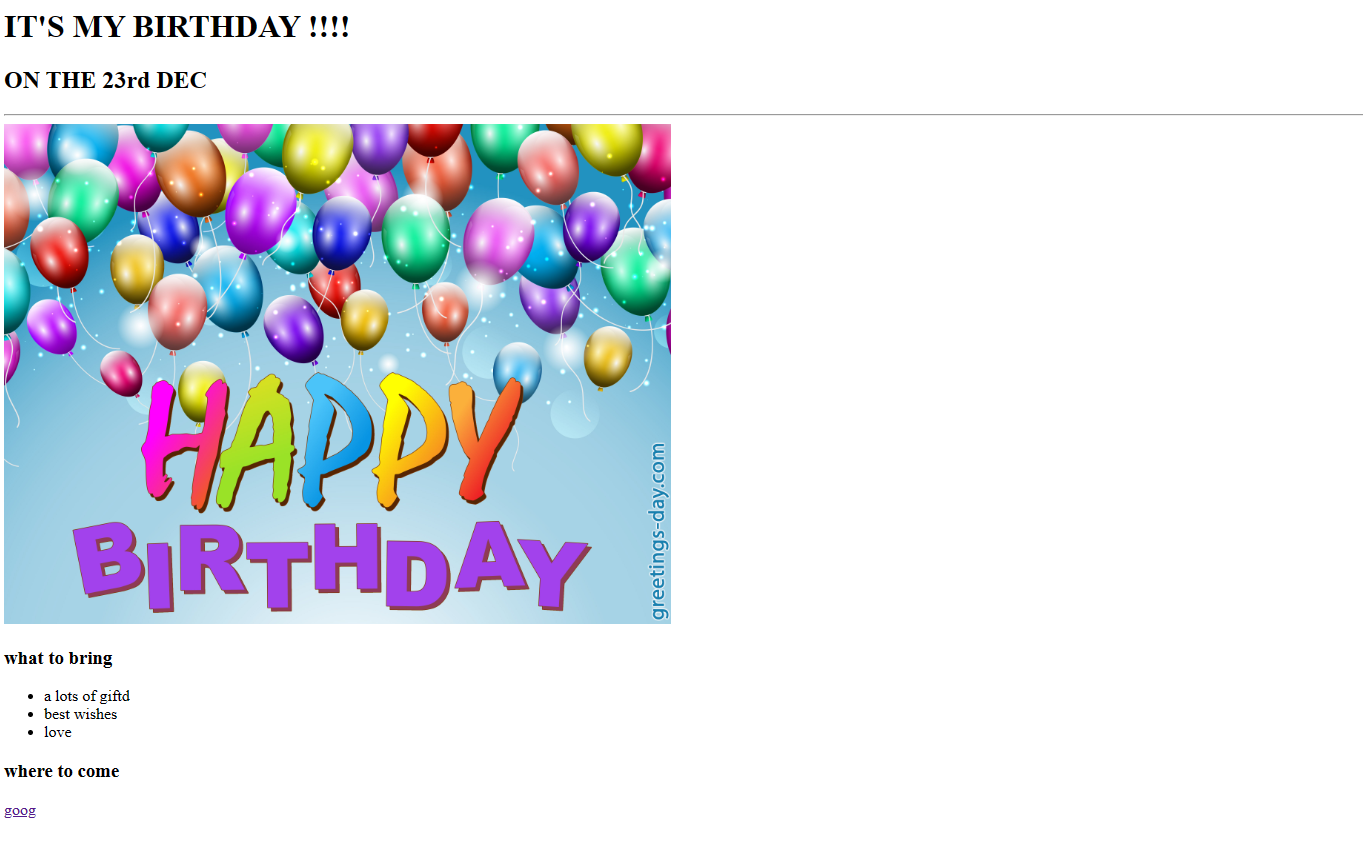 IT'S MY BIRTHDAY !!!!
ON THE 23rd DEC
HAPPY
BIRTHDAY
greetings-day.com
what to bring
a lots of giftd
best wishes
love
where to come
goog